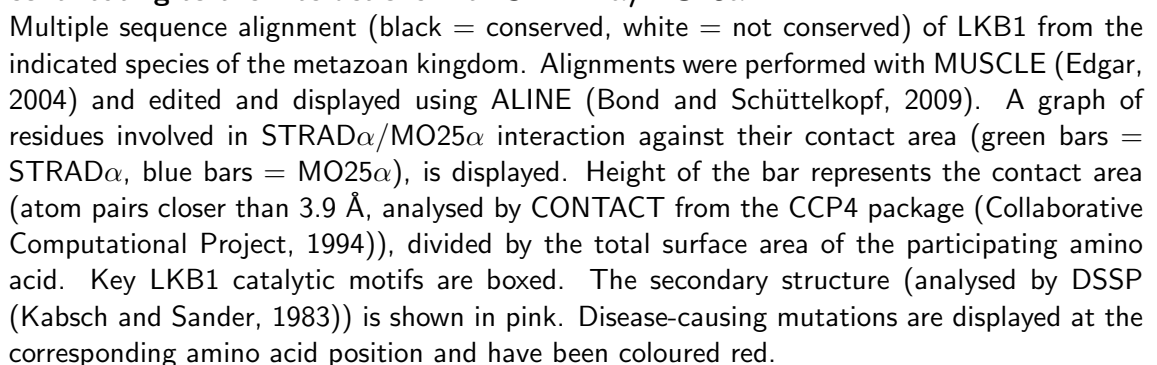 Multiple sequence alignment (black = conserved, white = not conserved) of LKB1 from the
indicated species of the metazoan kingdom. Alignments were performed with MUSCLE (Edgar,
2004) and edited and displayed using ALINE (Bond and Schüttelkopf, 2009). A graph of
residues involved in STRADα/MO25α interaction against their contact area (green bars =
STRADα, blue bars = MO25α), is displayed. Height of the bar represents the contact area
(atom pairs closer than 3.9 Å, analysed by CONTACT from the CCP4 package (Collaborative
Computational Project, 1994)), divided by the total surface area of the participating amino
acid. Key LKB1 catalytic motifs are boxed. The secondary structure (analysed by DSSP
(Kabsch and Sander, 1983)) is shown in pink. Disease-causing mutations are displayed at the
corresponding amino acid position and have been coloured red.